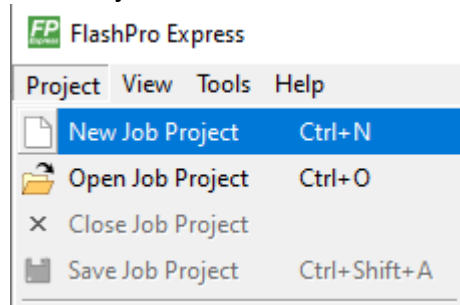 FP Express FlashPro Express
Project View Tools Help
New Job Project Ctrl+N
Open Job Project Ctrl+O
Close Job Project
Save Job Project Ctrl+Shift+A